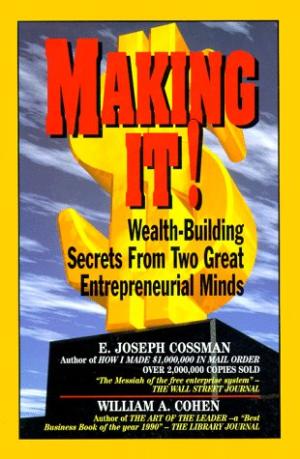 MAKING
IT!
Wealth-Building
Secrets From Two Great
Entrepreneurial Minds
E. JOSEPH COSSMAN
Author of HOW I MADE $1,000,000 IN MAIL ORDER
OVER 2,000,000 COPIES SOLD
"The Messiah of the free enterprise system" –
THE WALL STREET JOURNAL
WILLIAM A. COHEN
Author of THE ART OF THE LEADER –a "Best
Business Book of the year 1990" – THE LIBRARY JOURNAL